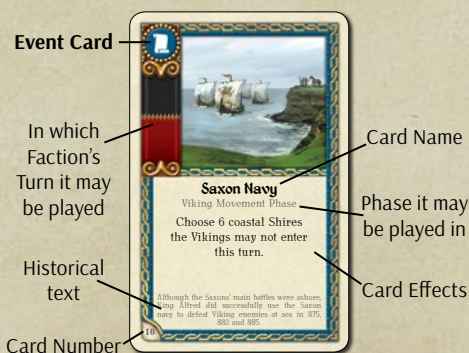 Event Card
In which
Faction's
Turn it may
be played
Historical
text
Card Number
Saxon Navy
Viking Movement Phase
Choose 6 coastal Shires
the Vikings may not enter
this turn.
Although the Saxons' main battles were ashore,
King Alfred did successfully use the Saxon
navy to defeat Viking enemies at sea in 875,
882 and 885.
10
Card Name
Phase it may
be played in
Card Effects